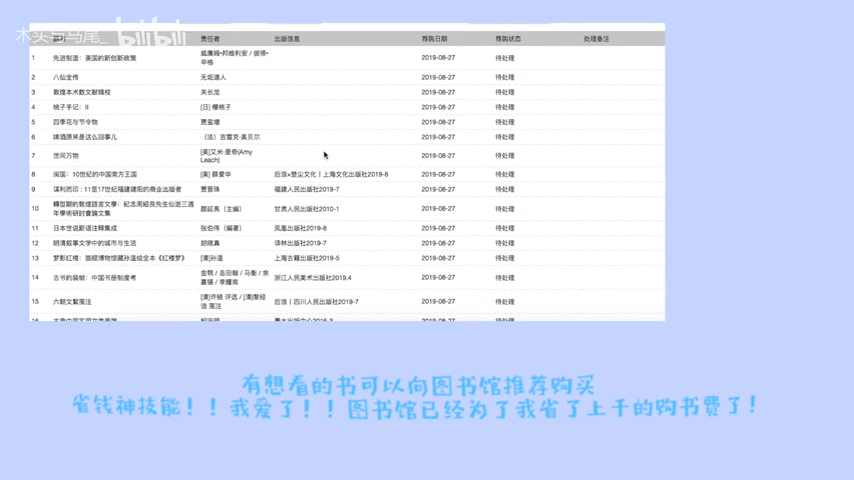 木头与马尾_ bilibili
题名 责任者 出版信息 荐购日期 荐购状态 处理备注
1 先进制造：美国的新创新政策 威廉姆•邦维利安 / 彼得•辛格 2019-08-27 待处理
2 八仙全传 无垢道人 2019-08-27 待处理
3 敦煌本术数文献辑校 关长龙 2019-08-27 待处理
4 桃子手记：II [日] 樱桃子 2019-08-27 待处理
5 四季花与节令物 贾玺增 2019-08-27 待处理
6 啤酒原来是这么回事儿 （法）吉雷克·奥贝尔 2019-08-27 待处理
7 世间万物 [美]艾米·里奇(Amy Leach) 2019-08-27 待处理
8 闽国：10世纪的中国南方王国 [美] 薛爱华 后浪×楚尘文化丨上海文化出版社2019-8 2019-08-27 待处理
9 谋利而印：11至17世纪福建建阳的商业出版者 贾晋珠 福建人民出版社2019-7 2019-08-27 待处理
10 轉型期的敦煌語言文學：紀念周紹良先生仙逝三週年學術研討會論文集 顏廷亮（主編） 甘肃人民出版社2010-1 2019-08-27 待处理
11 日本世说新语注释集成 张伯伟（编著） 凤凰出版社2019-8 2019-08-27 待处理
12 明清叙事文学中的城市与生活 胡晓真 译林出版社2019-7 2019-08-27 待处理
13 梦影红楼：旅顺博物馆藏孙温绘全本《红楼梦》 [清]孙温 上海古籍出版社2019-5 2019-08-27 待处理
14 古书的装帧：中国书册制度考 金鹗 / 岛田翰 / 马衡 / 余嘉锡 / 李耀南 浙江人民美术出版社2019.4 2019-08-27 待处理
15 六朝文絜笺注 [清]许梿 评选 / [清]黎经诰 笺注 后浪丨四川人民出版社2019-7 2019-08-27 待处理
16 2019-08-27 待处理
有想看的书可以向图书馆推荐购买
省钱神技能！！我爱了！！图书馆已经为了我省了上千的购书费了！